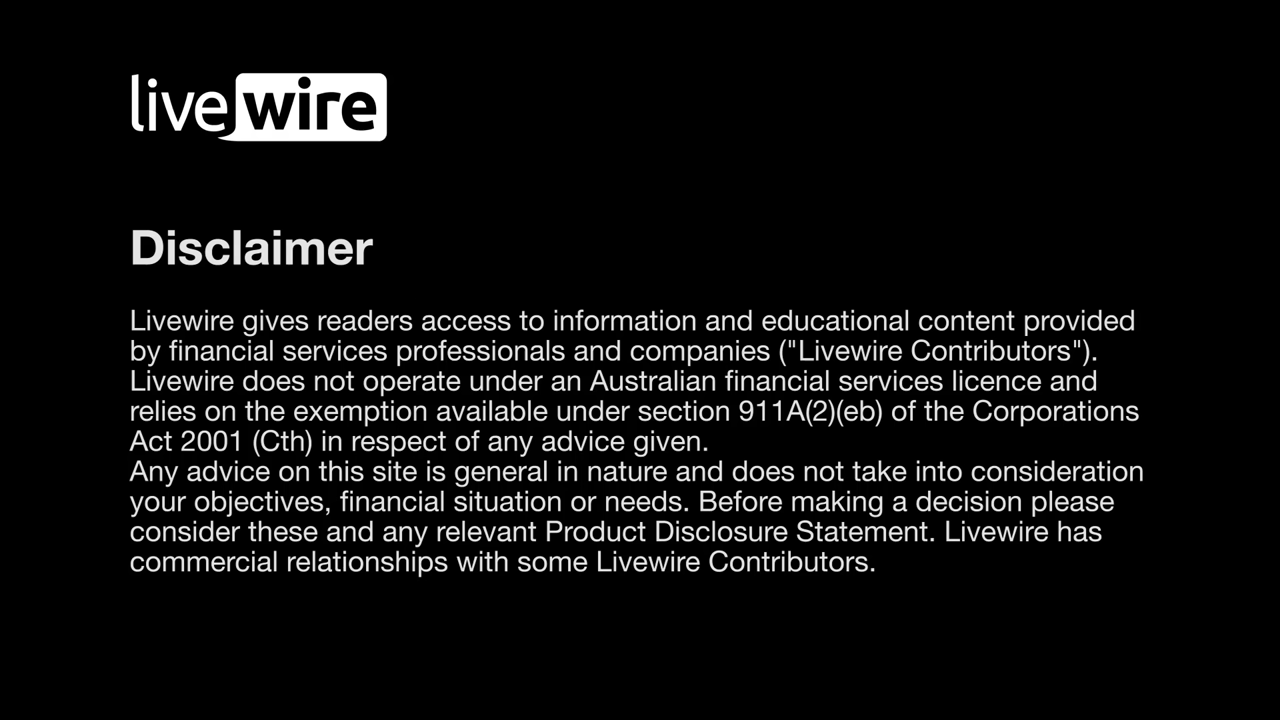 livewire
Disclaimer
Livewire gives readers access to information and educational content provided
by financial services professionals and companies ("Livewire Contributors").
Livewire does not operate under an Australian financial services licence and
relies on the exemption available under section 911A(2)(eb) of the Corporations
Act 2001 (Cth) in respect of any advice given.
Any advice on this site is general in nature and does not take into consideration
your objectives, financial situation or needs. Before making a decision please
consider these and any relevant Product Disclosure Statement. Livewire has
commercial relationships with some Livewire Contributors.